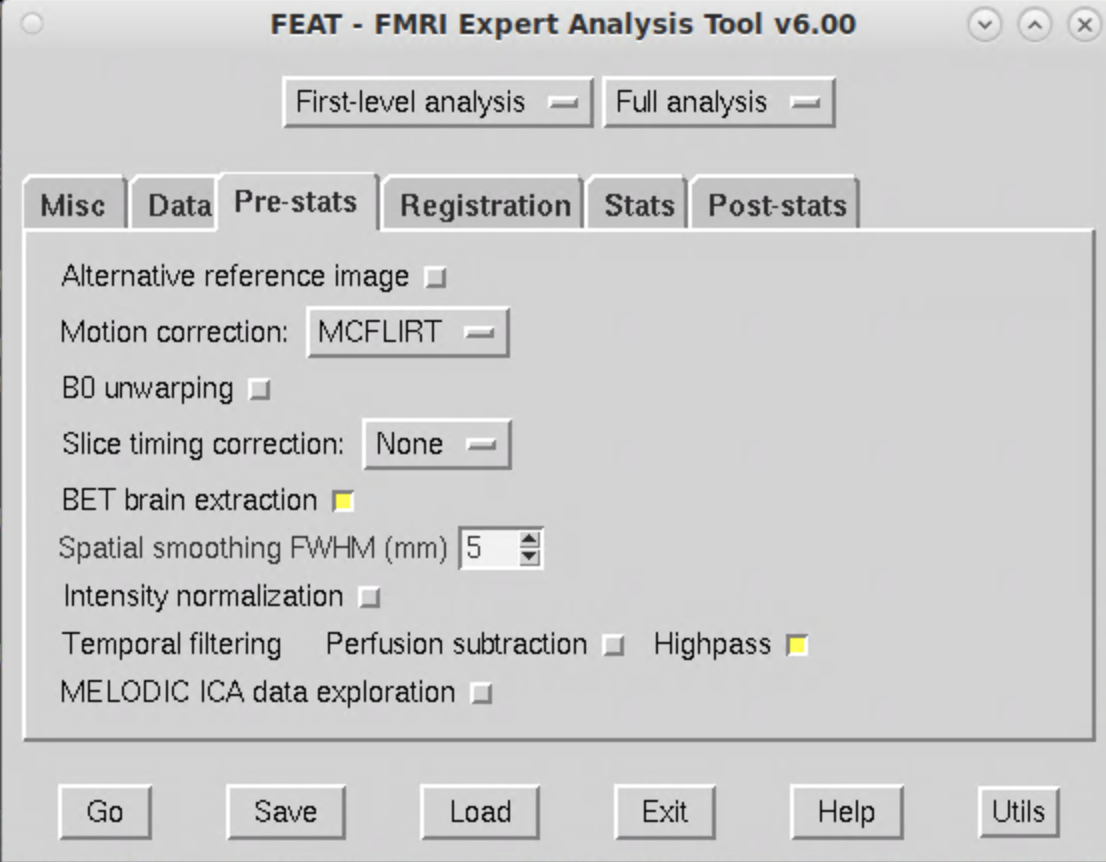 FEAT - FMRI Expert Analysis Tool v6.00
First-level analysis Full analysis
Misc Data Pre-stats Registration Stats Post-stats
Alternative reference image
Motion correction: MCFLIRT
B0 unwarping
Slice timing correction: None
BET brain extraction
Spatial smoothing FWHM (mm) 5
Intensity normalization
Temporal filtering Perfusion subtraction Highpass
MELODIC ICA data exploration
Go Save Load Exit Help Utils